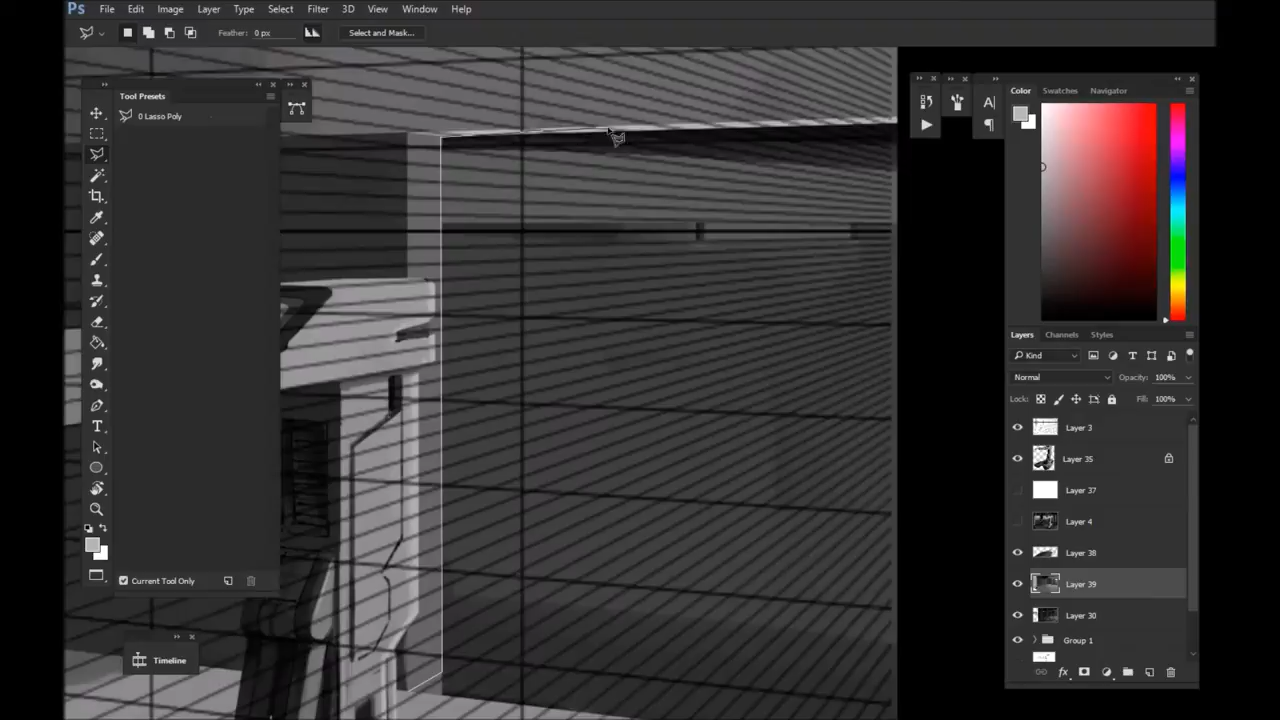 Ps File Edit Image Layer Type Select Filter 3D View Window Help
Feather: 0 px Select and Mask...
Tool Presets
0 Lasso Poly
Current Tool Only
Timeline
Color Swatches Navigator
Layers Channels Styles
Kind
Normal Opacity: 100%
Lock: Fill: 100%
Layer 3
Layer 35
Layer 37
Layer 4
Layer 38
Layer 39
Layer 30
Group 1